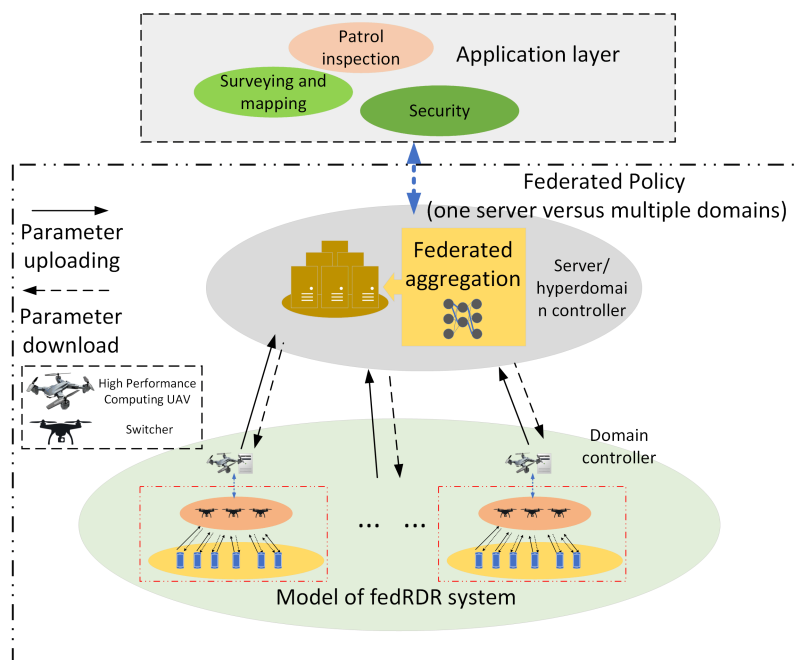 Patrol
inspection
Application layer
Surveying and
mapping
Security
Federated Policy
(one server versus multiple domains)
Parameter
uploading
Federated
aggregation
Server/
hyperdomai
n controller
Parameter
download
High Performance
Computing UAV
Switcher
Domain
controller
... ...
Model of fedRDR system